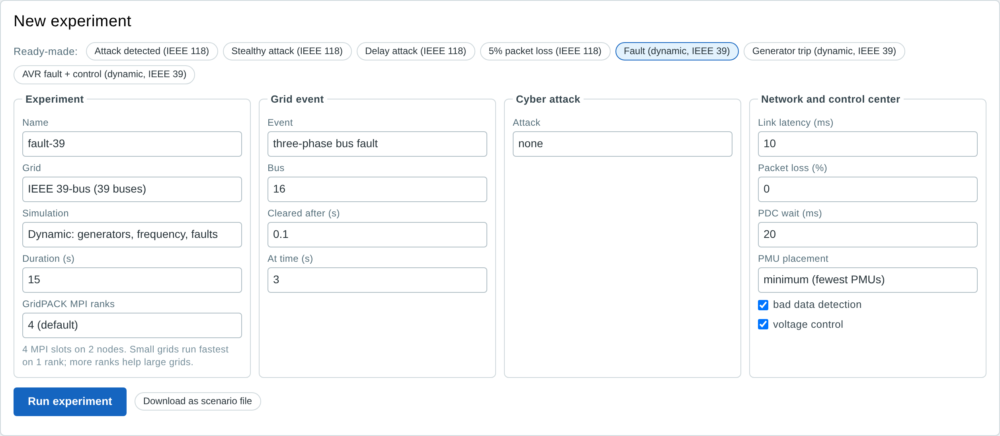 New experiment
Ready-made: Attack detected (IEEE 118) Stealthy attack (IEEE 118) Delay attack (IEEE 118) 5% packet loss (IEEE 118) Fault (dynamic, IEEE 39) Generator trip (dynamic, IEEE 39)
AVR fault + control (dynamic, IEEE 39)
Experiment
Name
fault-39
Grid
IEEE 39-bus (39 buses)
Simulation
Dynamic: generators, frequency, faults
Duration (s)
15
GridPACK MPI ranks
4 (default)
4 MPI slots on 2 nodes. Small grids run fastest
on 1 rank; more ranks help large grids.
Grid event
Event
three-phase bus fault
Bus
16
Cleared after (s)
0.1
At time (s)
3
Cyber attack
Attack
none
Network and control center
Link latency (ms)
10
Packet loss (%)
0
PDC wait (ms)
20
PMU placement
minimum (fewest PMUs)
bad data detection
voltage control
Run experiment
Download as scenario file